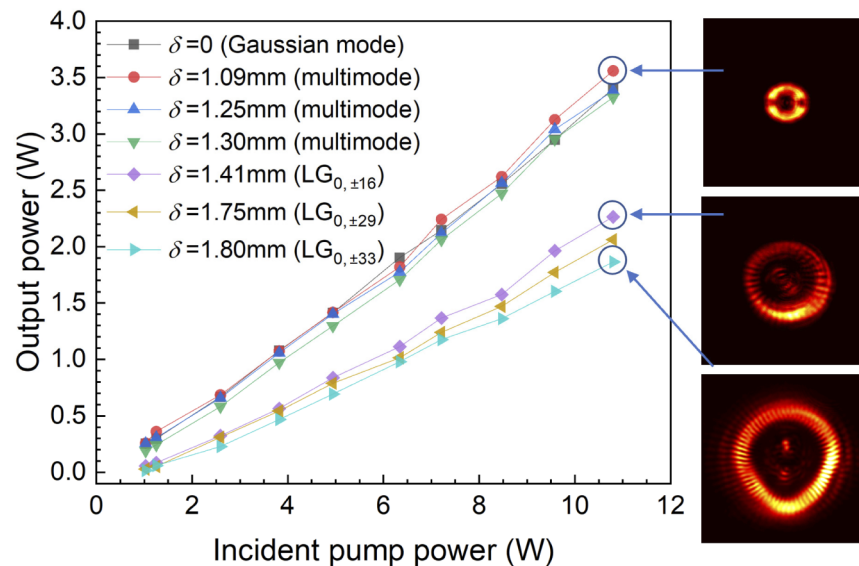 4.0
3.5
3.0
2.5
2.0
1.5
1.0
0.5
0.0
Output power (W)
δ=0 (Gaussian mode)
δ=1.09mm (multimode)
δ=1.25mm (multimode)
δ=1.30mm (multimode)
δ=1.41mm (LG0,±16)
δ=1.75mm (LG0,±29)
δ=1.80mm (LG0,±33)
0 2 4 6 8 10 12
Incident pump power (W)